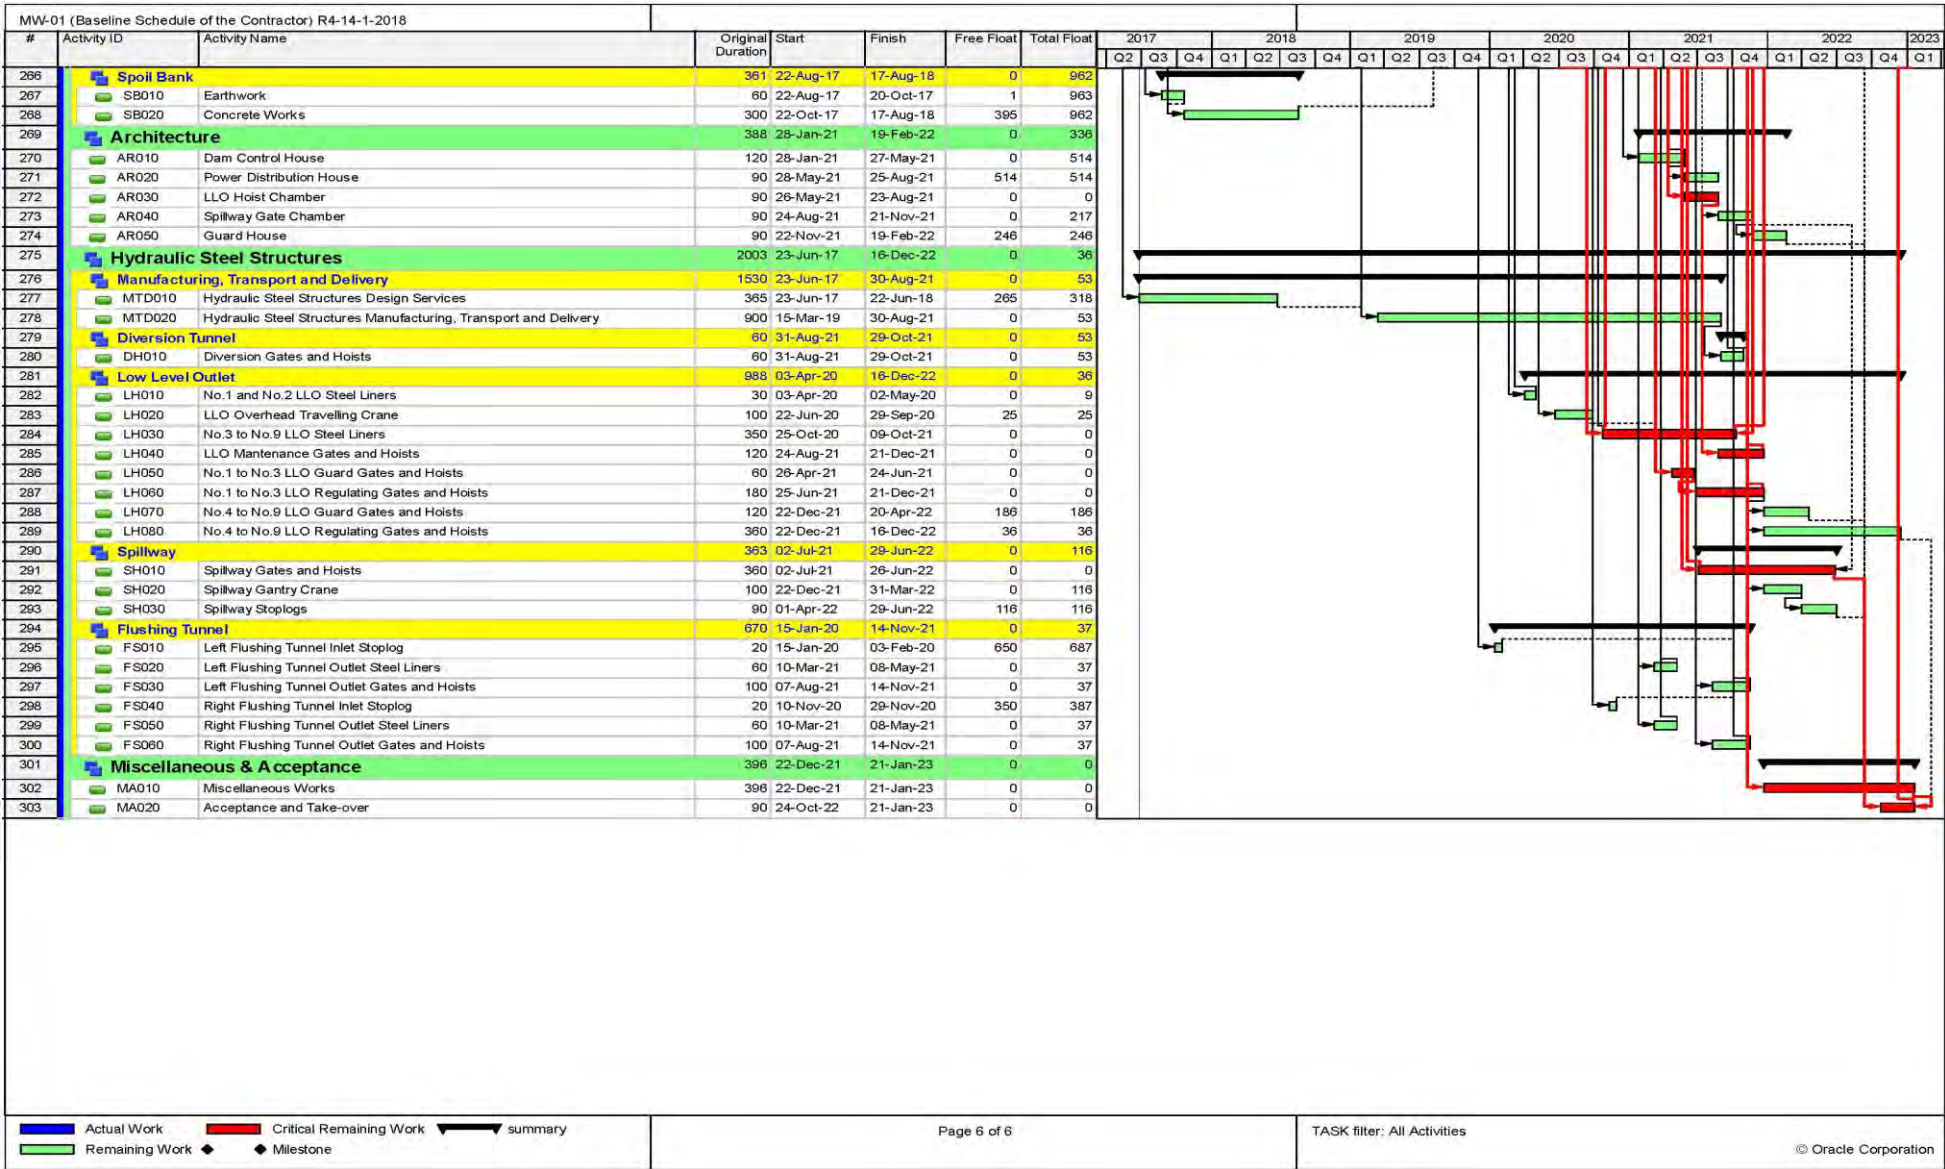 MW-01 (Baseline Schedule of the Contractor) R4-14-1-2018
# Activity ID Activity Name Original Duration Start Finish Free Float Total Float 2017 2018 2019 2020 2021 2022 2023
Q2 Q3 Q4 Q1 Q2 Q3 Q4 Q1 Q2 Q3 Q4 Q1 Q2 Q3 Q4 Q1 Q2 Q3 Q4 Q1 Q2 Q3 Q4 Q1
266 Spoil Bank 361 22-Aug-17 17-Aug-18 0 962
267 SB010 Earthwork 60 22-Aug-17 20-Oct-17 1 963
268 SB020 Concrete Works 300 22-Oct-17 17-Aug-18 395 962
269 Architecture 388 28-Jan-21 19-Feb-22 0 336
270 AR010 Dam Control House 120 28-Jan-21 27-May-21 0 514
271 AR020 Power Distribution House 90 28-May-21 25-Aug-21 514 514
272 AR030 LLO Hoist Chamber 90 26-May-21 23-Aug-21 0 0
273 AR040 Spillway Gate Chamber 90 24-Aug-21 21-Nov-21 0 217
274 AR050 Guard House 90 22-Nov-21 19-Feb-22 246 246
275 Hydraulic Steel Structures 2003 23-Jun-17 16-Dec-22 0 36
276 Manufacturing, Transport and Delivery 1530 23-Jun-17 30-Aug-21 0 53
277 MTD010 Hydraulic Steel Structures Design Services 365 23-Jun-17 22-Jun-18 265 318
278 MTD020 Hydraulic Steel Structures Manufacturing, Transport and Delivery 900 15-Mar-19 30-Aug-21 0 53
279 Diversion Tunnel 60 31-Aug-21 29-Oct-21 0 53
280 DH010 Diversion Gates and Hoists 60 31-Aug-21 29-Oct-21 0 53
281 Low Level Outlet 988 03-Apr-20 16-Dec-22 0 36
282 LH010 No.1 and No.2 LLO Steel Liners 30 03-Apr-20 02-May-20 0 9
283 LH020 LLO Overhead Travelling Crane 100 22-Jun-20 29-Sep-20 25 25
284 LH030 No.3 to No.9 LLO Steel Liners 350 25-Oct-20 09-Oct-21 0 0
285 LH040 LLO Mantenance Gates and Hoists 120 24-Aug-21 21-Dec-21 0 0
286 LH050 No.1 to No.3 LLO Guard Gates and Hoists 60 26-Apr-21 24-Jun-21 0 0
287 LH060 No.1 to No.3 LLO Regulating Gates and Hoists 180 25-Jun-21 21-Dec-21 0 0
288 LH070 No.4 to No.9 LLO Guard Gates and Hoists 120 22-Dec-21 20-Apr-22 186 186
289 LH080 No.4 to No.9 LLO Regulating Gates and Hoists 360 22-Dec-21 16-Dec-22 36 36
290 Spillway 363 02-Jul-21 29-Jun-22 0 116
291 SH010 Spillway Gates and Hoists 360 02-Jul-21 26-Jun-22 0 0
292 SH020 Spillway Gantry Crane 100 22-Dec-21 31-Mar-22 0 116
293 SH030 Spillway Stoplogs 90 01-Apr-22 29-Jun-22 116 116
294 Flushing Tunnel 670 15-Jan-20 14-Nov-21 0 37
295 FS010 Left Flushing Tunnel Inlet Stoplog 20 15-Jan-20 03-Feb-20 650 687
296 FS020 Left Flushing Tunnel Outlet Steel Liners 60 10-Mar-21 08-May-21 0 37
297 FS030 Left Flushing Tunnel Outlet Gates and Hoists 100 07-Aug-21 14-Nov-21 0 37
298 FS040 Right Flushing Tunnel Inlet Stoplog 20 10-Nov-20 29-Nov-20 350 387
299 FS050 Right Flushing Tunnel Outlet Steel Liners 60 10-Mar-21 08-May-21 0 37
300 FS060 Right Flushing Tunnel Outlet Gates and Hoists 100 07-Aug-21 14-Nov-21 0 37
301 Miscellaneous & Acceptance 396 22-Dec-21 21-Jan-23 0 0
302 MA010 Miscellaneous Works 396 22-Dec-21 21-Jan-23 0 0
303 MA020 Acceptance and Take-over 90 24-Oct-22 21-Jan-23 0 0
Actual Work Critical Remaining Work summary Page 6 of 6 TASK filter: All Activities
Remaining Work Milestone © Oracle Corporation